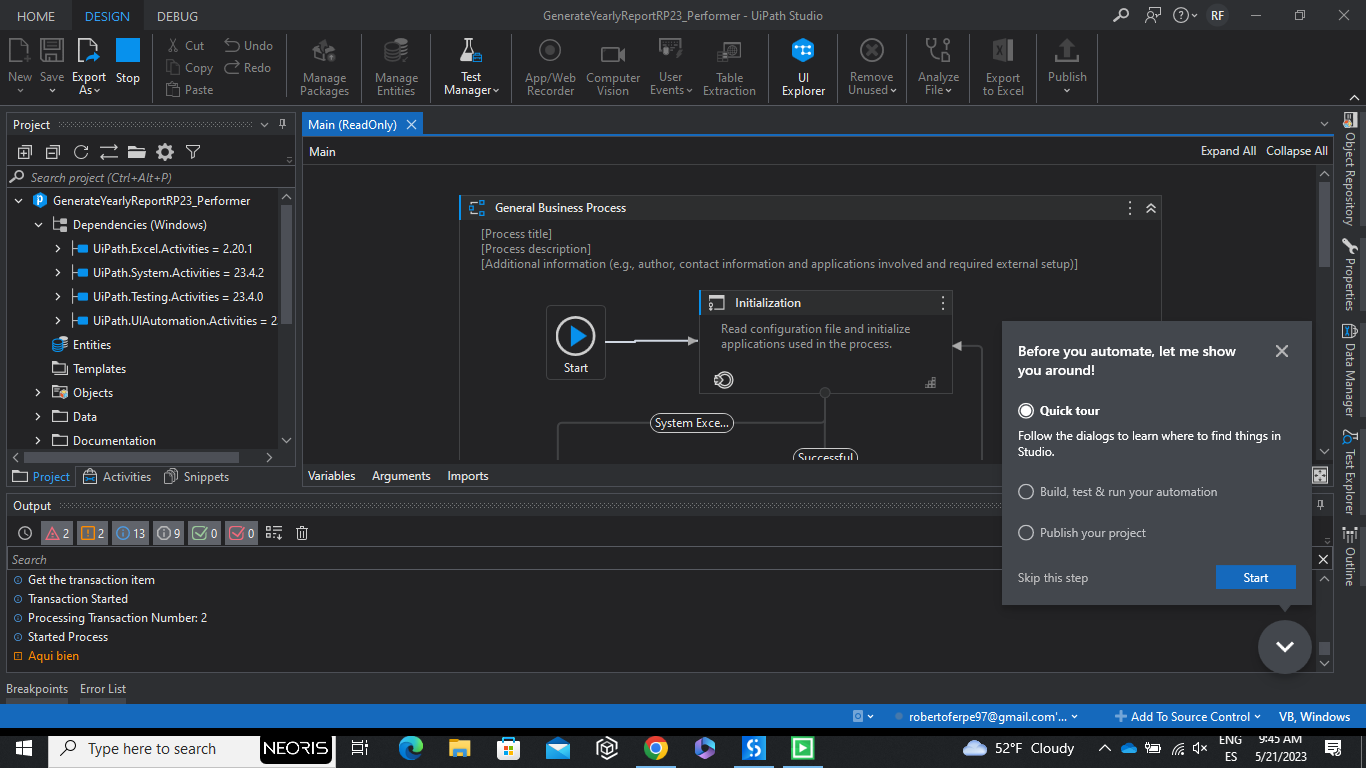 HOME DESIGN DEBUG GenerateYearlyReportRP23_Performer - UiPath Studio RF
New Save Export As Stop Cut Copy Paste Undo Redo Manage Packages Manage Entities Test Manager App/Web Recorder Computer Vision User Events Table Extraction UI Explorer Remove Unused Analyze File Export to Excel Publish
Project
Search project (Ctrl+Alt+P)
GenerateYearlyReportRP23_Performer
Dependencies (Windows)
UiPath.Excel.Activities = 2.20.1
UiPath.System.Activities = 23.4.2
UiPath.Testing.Activities = 23.4.0
UiPath.UIAutomation.Activities = 2
Entities
Templates
Objects
Data
Documentation
Project Activities Snippets
Main (ReadOnly)
Main Expand All Collapse All
General Business Process
[Process title]
[Process description]
[Additional information (e.g., author, contact information and applications involved and required external setup)]
Start
Initialization
Read configuration file and initialize
applications used in the process.
System Exce...
Successful
Variables Arguments Imports
Object Repository
Properties
Data Manager
Test Explorer
Outline
Before you automate, let me show
you around!
Quick tour
Follow the dialogs to learn where to find things in
Studio.
Build, test & run your automation
Publish your project
Skip this step Start
Output
2 2 13 9 0 0
Search
Get the transaction item
Transaction Started
Processing Transaction Number: 2
Started Process
Aqui bien
Breakpoints Error List
robertoferpe97@gmail.com'... Add To Source Control VB, Windows
Type here to search NEORIS 52°F Cloudy ENG ES 9:45 AM 5/21/2023